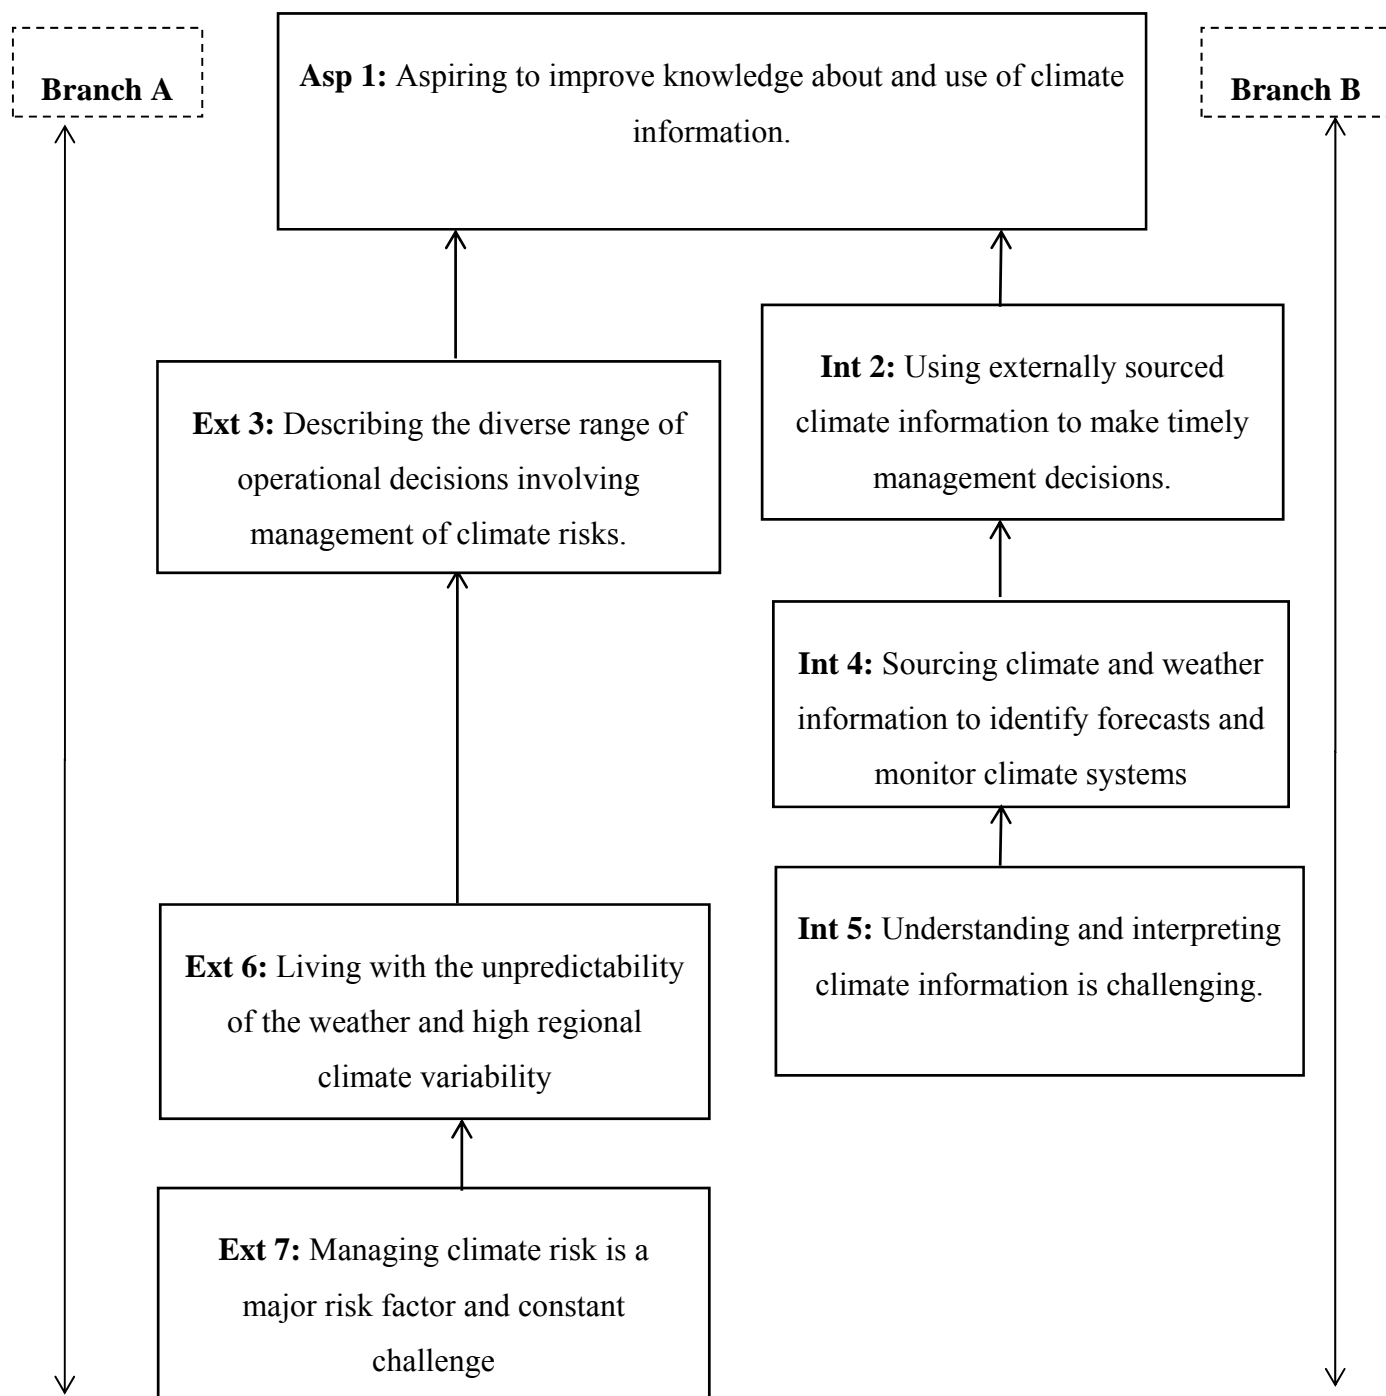 Branch A
Asp 1: Aspiring to improve knowledge about and use of climate
information.
Branch B
Ext 3: Describing the diverse range of
operational decisions involving
management of climate risks.
Int 2: Using externally sourced
climate information to make timely
management decisions.
Int 4: Sourcing climate and weather
information to identify forecasts and
monitor climate systems
Ext 6: Living with the unpredictability
of the weather and high regional
climate variability
Int 5: Understanding and interpreting
climate information is challenging.
Ext 7: Managing climate risk is a
major risk factor and constant
challenge